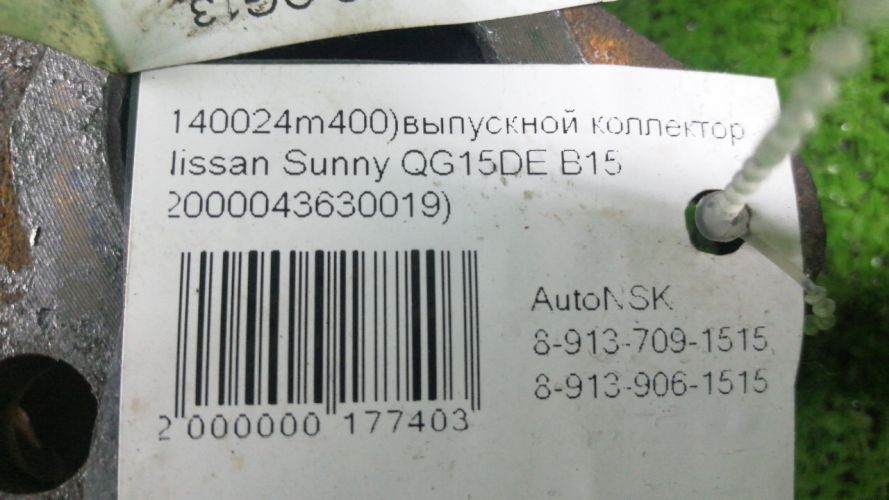 140024m400)выпускной коллектор
lissan Sunny QG15DE B15
2000043630019)
AutoNSK
8-913-709-1515
8-913-906-1515
2 000000 177403